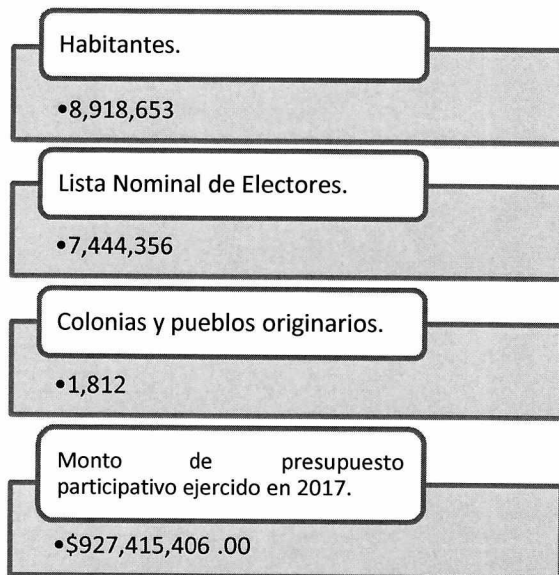 Habitantes.
•8,918,653
Lista Nominal de Electores.
•7,444,356
Colonias y pueblos originarios.
•1,812
Monto de presupuesto
participativo ejercido en 2017.
•$927,415,406 .00